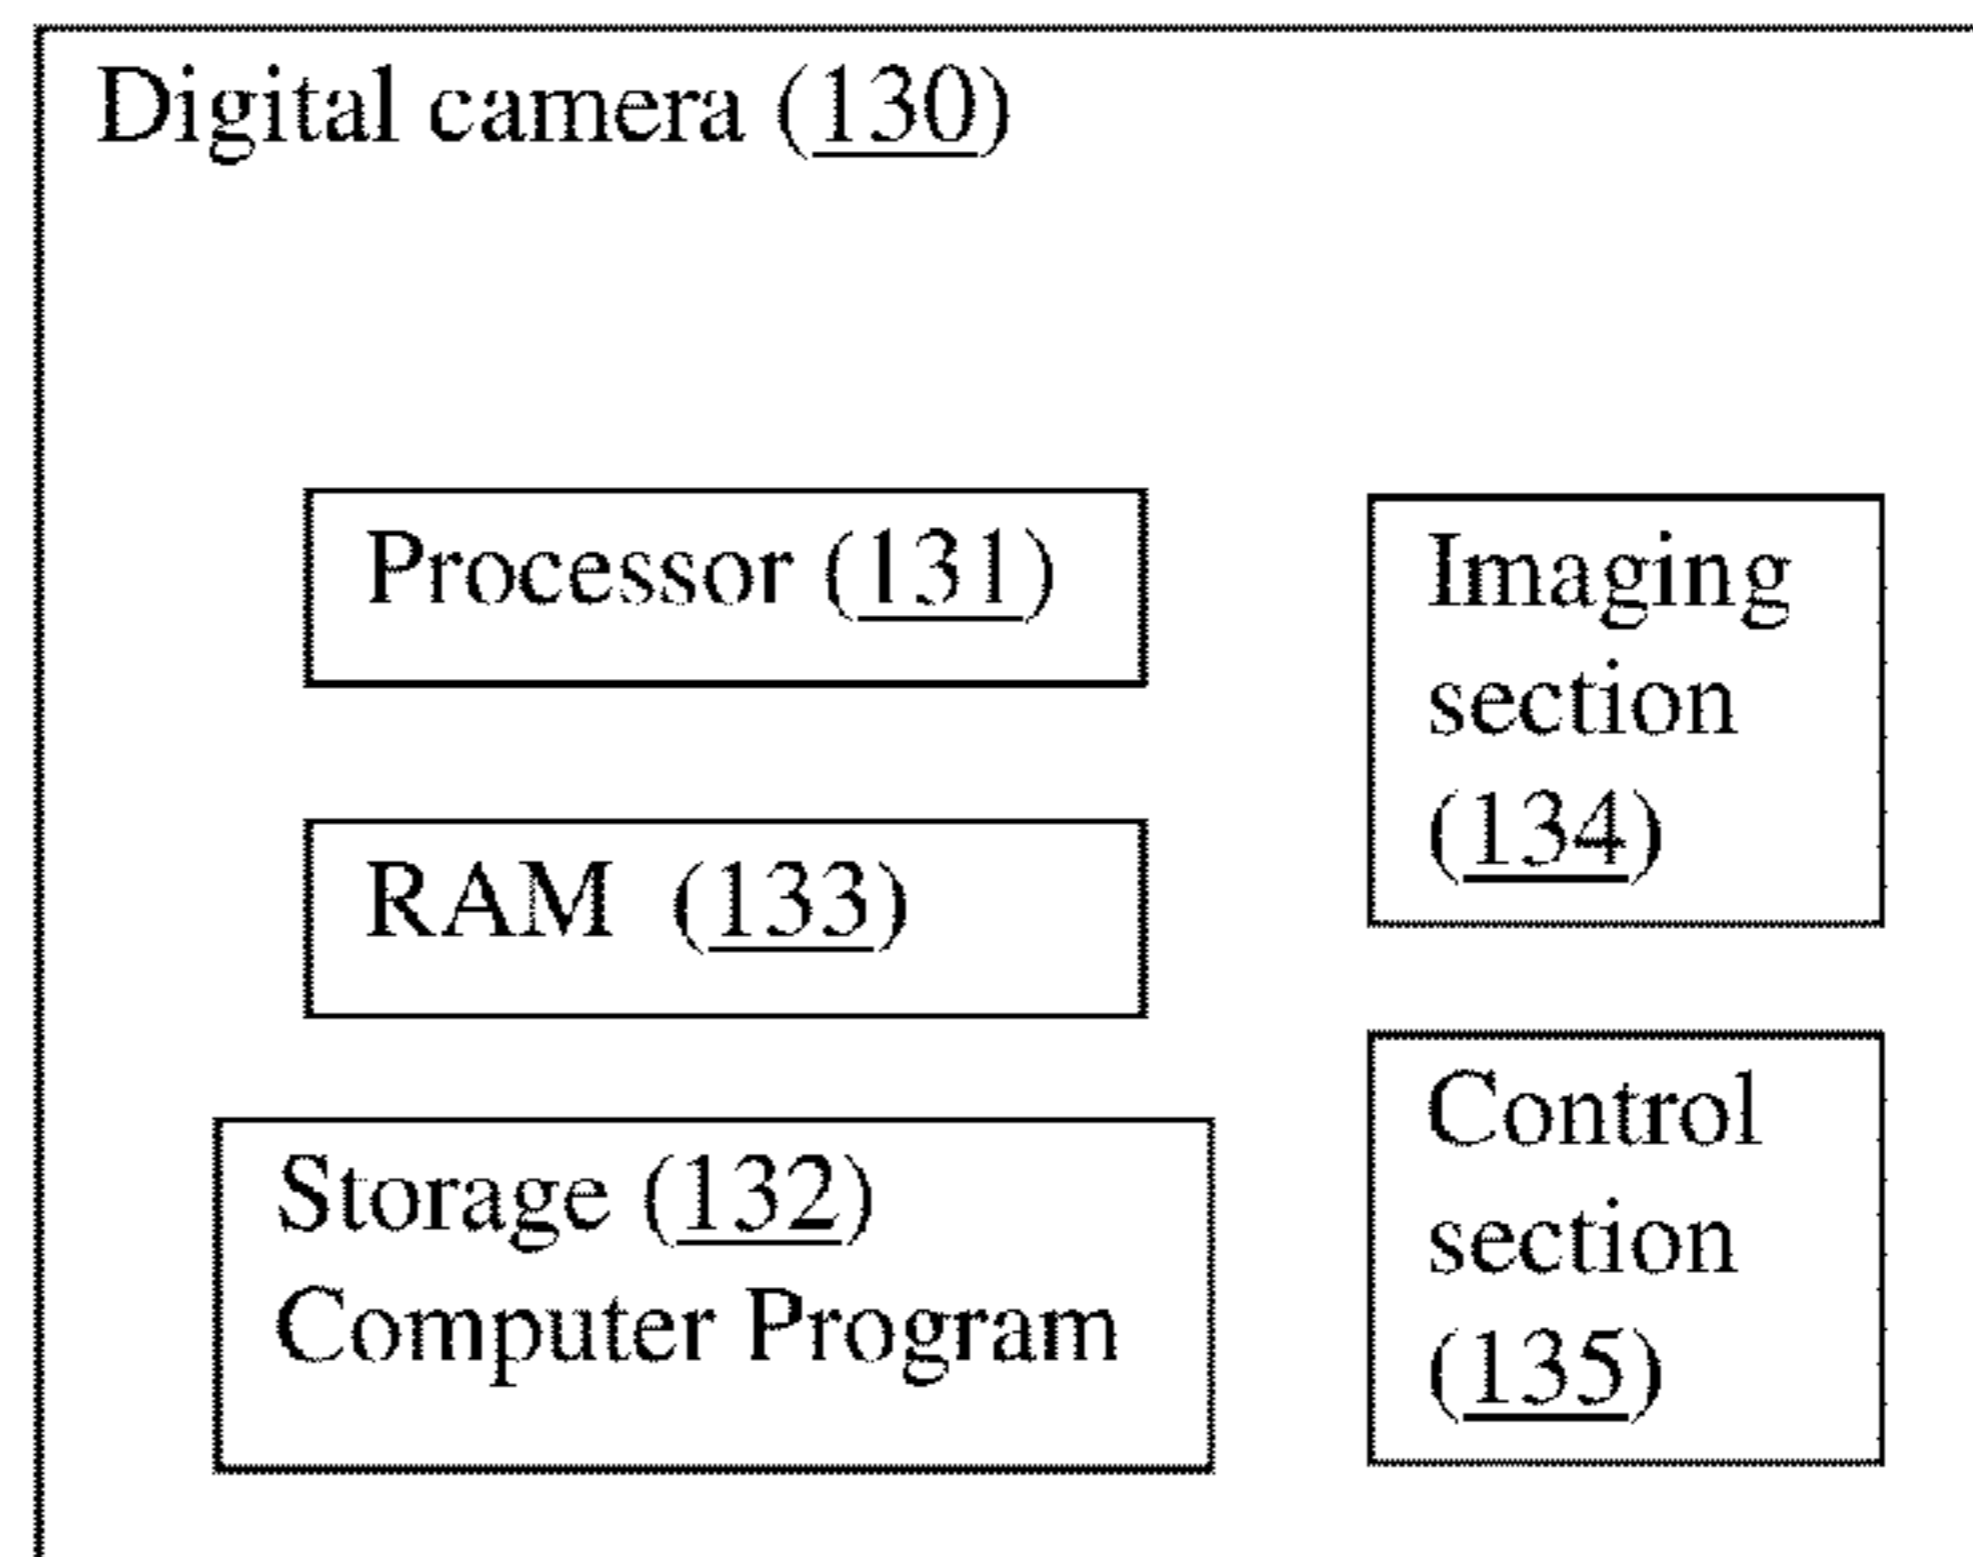 Digital camera (130)
Processor (131)
RAM (133)
Storage (132)
Computer Program
Imaging
section
(134)
Control
section
(135)